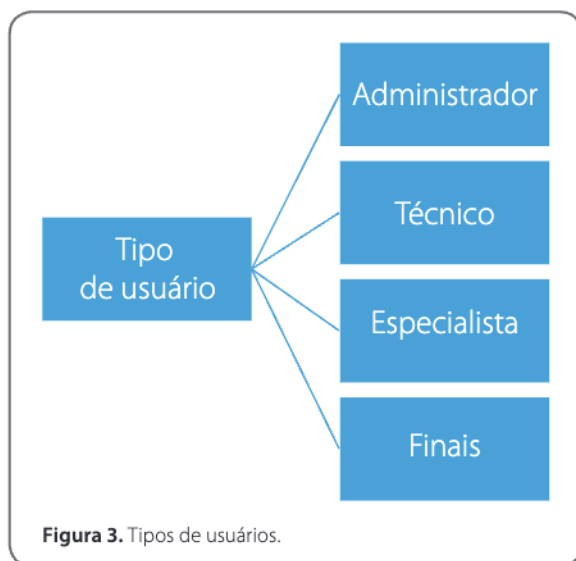 Tipo
de usuário
Administrador
Técnico
Especialista
Finais
Figura 3. Tipos de usuários.